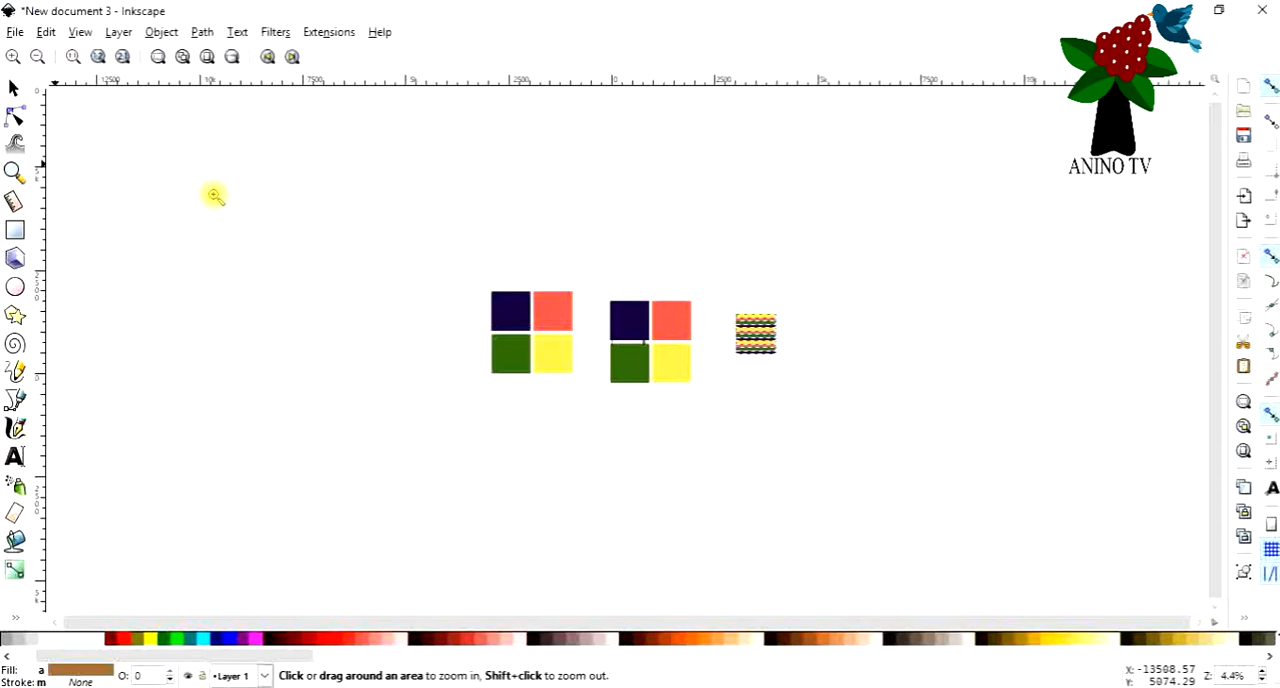 *New document 3 - Inkscape
File Edit View Layer Object Path Text Filters Extensions Help
ANINO TV
Fill: a O: 0 •Layer 1 Click or drag around an area to zoom in, Shift+click to zoom out. X: -13508.57 Z: 4.4%
Stroke: m None Y: 5074.29